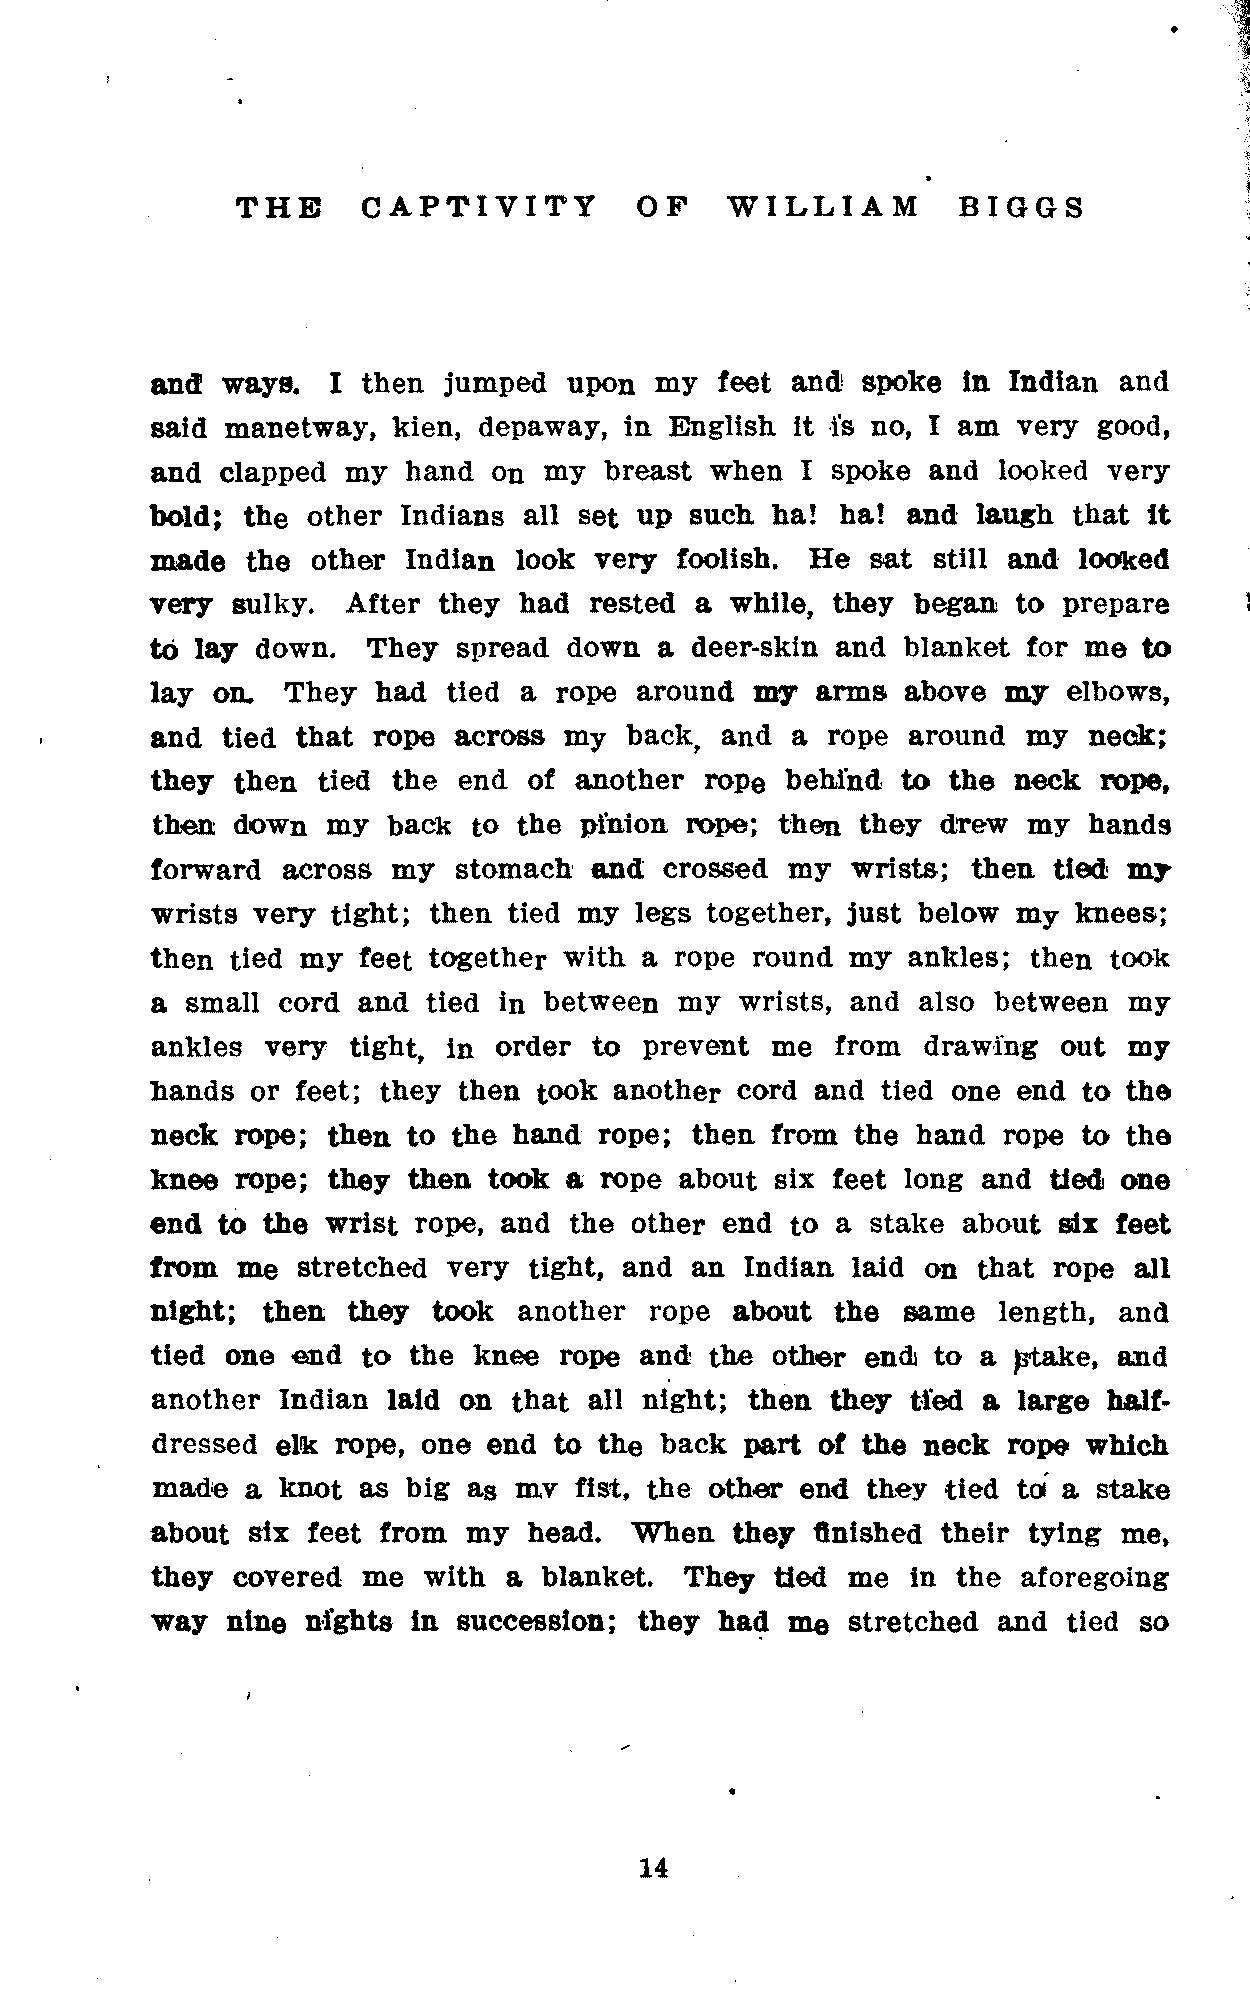 THE CAPTIVITY OF WILLIAM BIGGS
and ways. I then jumped upon my feet and spoke in Indian and
said manetway, kien, depaway, in English it is no, I am very good,
and clapped my hand on my breast when I spoke and looked very
bold; the other Indians all set up such ha! ha! and laugh that it
made the other Indian look very foolish. He sat still and looked
very sulky. After they had rested a while, they began to prepare
to lay down. They spread down a deer-skin and blanket for me to
lay on. They had tied a rope around my arms above my elbows,
and tied that rope across my back, and a rope around my neck;
they then tied the end of another rope behind to the neck rope,
then down my back to the pinion rope; then they drew my hands
forward across my stomach and crossed my wrists; then tied my
wrists very tight; then tied my legs together, just below my knees;
then tied my feet together with a rope round my ankles; then took
a small cord and tied in between my wrists, and also between my
ankles very tight, in order to prevent me from drawing out my
hands or feet; they then took another cord and tied one end to the
neck rope; then to the hand rope; then from the hand rope to the
knee rope; they then took a rope about six feet long and tied one
end to the wrist rope, and the other end to a stake about six feet
from me stretched very tight, and an Indian laid on that rope all
night; then they took another rope about the same length, and
tied one end to the knee rope and the other end to a stake, and
another Indian laid on that all night; then they tied a large half-
dressed elk rope, one end to the back part of the neck rope which
made a knot as big as my fist, the other end they tied to a stake
about six feet from my head. When they finished their tying me,
they covered me with a blanket. They tied me in the aforegoing
way nine nights in succession; they had me stretched and tied so
14